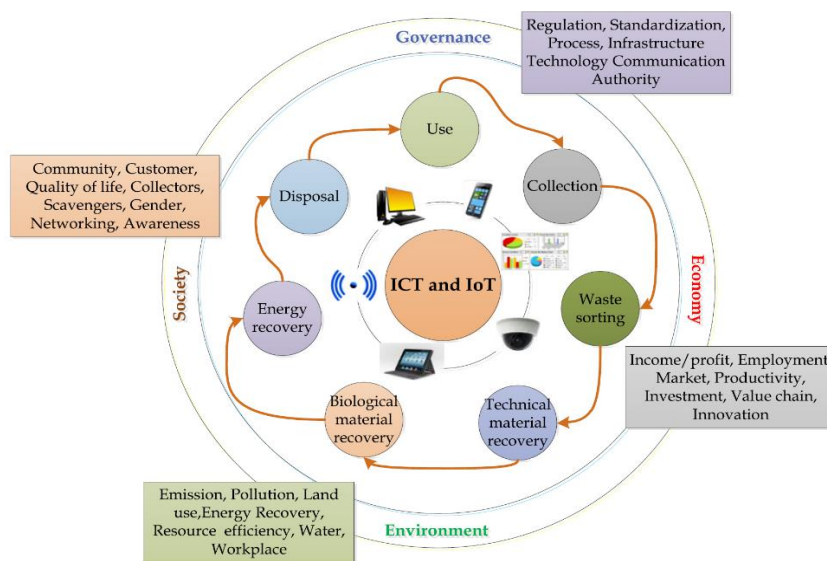 Governance
Regulation, Standardization,
Process, Infrastructure
Technology Communication
Authority
Use
Community, Customer,
Quality of life, Collectors,
Scavengers, Gender,
Networking, Awareness
Disposal
Collection
Society
ICT and IoT
Economy
Energy
recovery
Waste
sorting
Income/profit, Employment
Market, Productivity,
Investment, Value chain,
Innovation
Biological
material
recovery
Technical
material
recovery
Emission, Pollution, Land
use,Energy Recovery,
Resource efficiency, Water,
Workplace
Environment